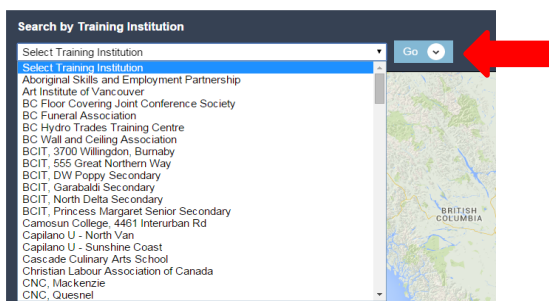 Search by Training Institution
Select Training Institution
Go
Select Training Institution
Aboriginal Skills and Employment Partnership
Art Institute of Vancouver
BC Floor Covering Joint Conference Society
BC Funeral Association
BC Hydro Trades Training Centre
BC Wall and Ceiling Association
BCIT, 3700 Willingdon, Burnaby
BCIT, 555 Great Northern Way
BCIT, DW Poppy Secondary
BCIT, Garabaldi Secondary
BCIT, North Delta Secondary
BCIT, Princess Margaret Senior Secondary
Camosun College, 4461 Interurban Rd
Capilano U - North Van
Capilano U - Sunshine Coast
Cascade Culinary Arts School
Christian Labour Association of Canada
CNC, Mackenzie
CNC, Quesnel
BRITISH
COLUMBIA